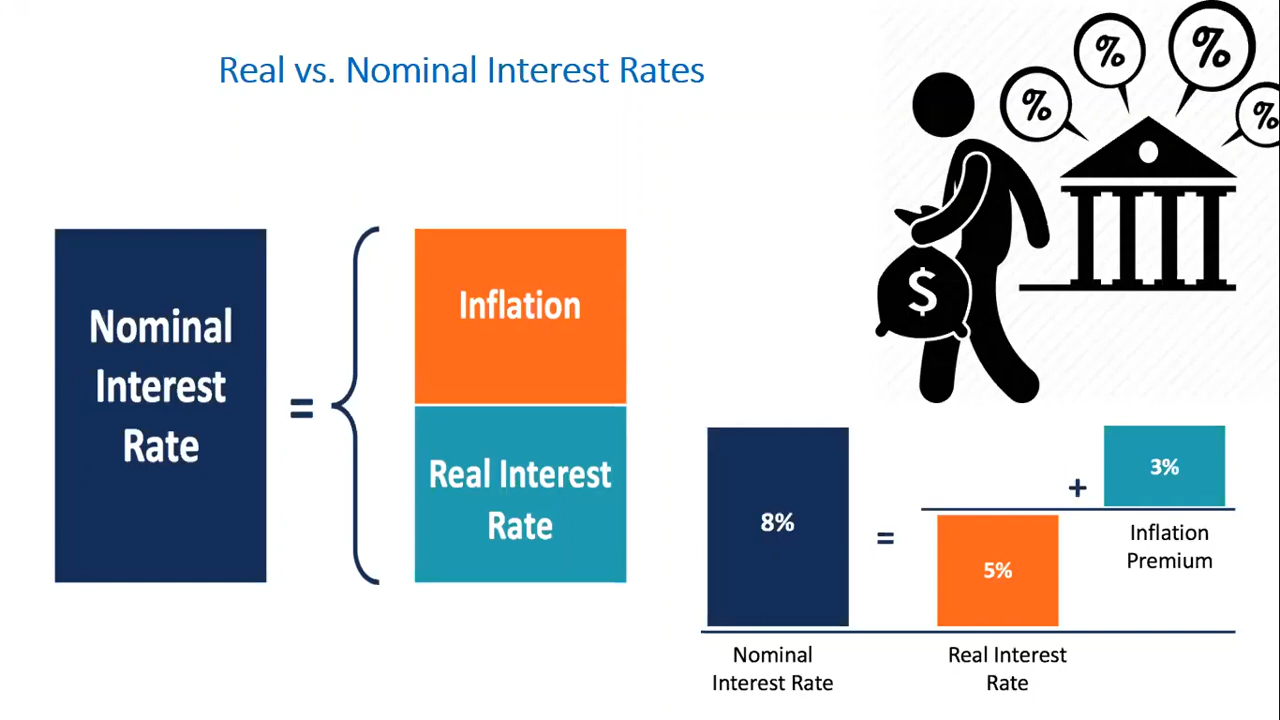 Real vs. Nominal Interest Rates
%
%
%
%
$
Nominal
Interest
Rate
=
Inflation
Real Interest
Rate
8%
=
5%
+
3%
Inflation
Premium
Nominal
Interest Rate
Real Interest
Rate